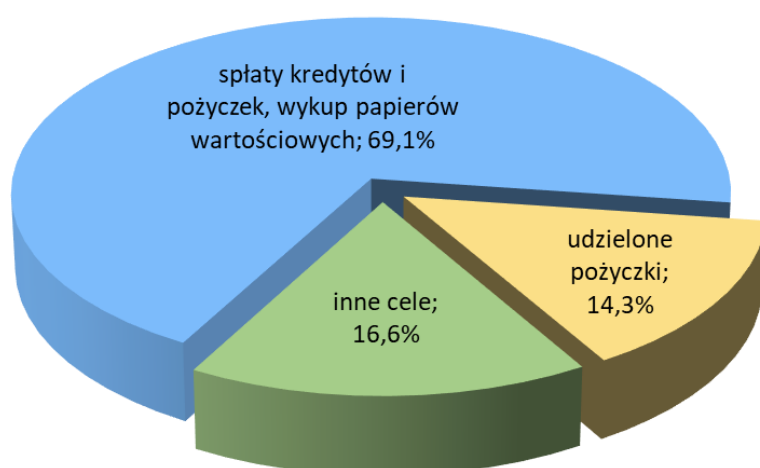 spłaty kredytów i
pożyczek, wykup papierów
wartościowych; 69,1%
udzielone
pożyczki;
14,3%
inne cele;
16,6%